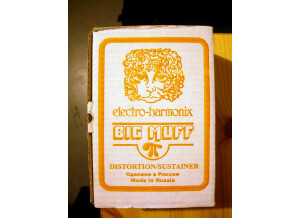 electro-harmonix
BIG MUFF
π
DISTORTION/SUSTAINER
Сделано в России
Made in Russia